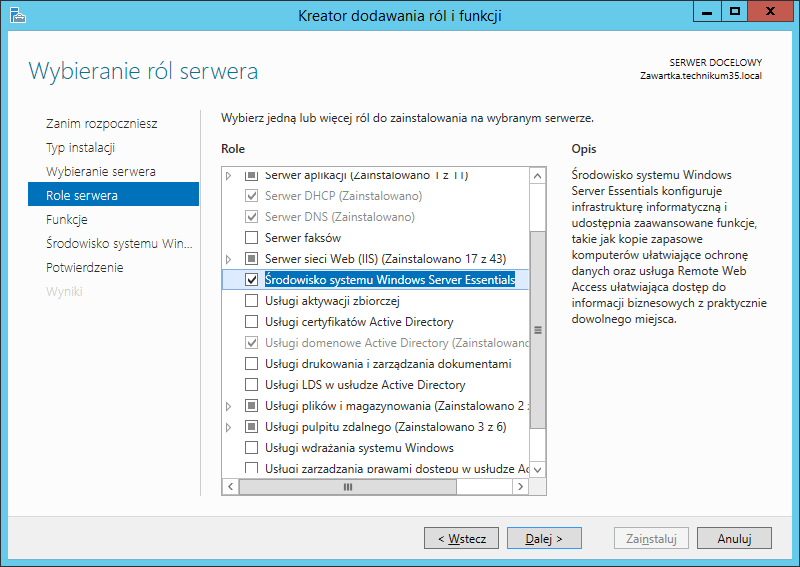 Kreator dodawania ról i funkcji
Wybieranie ról serwera
SERWER DOCELOWY
Zawartka.technikum35.local
Zanim rozpoczniesz
Typ instalacji
Wybieranie serwera
Role serwera
Funkcje
Środowisko systemu Win...
Potwierdzenie
Wyniki
Wybierz jedną lub więcej ról do zainstalowania na wybranym serwerze.
Role
Serwer aplikacji (Zainstalowano 1 z 11)
Serwer DHCP (Zainstalowano)
Serwer DNS (Zainstalowano)
Serwer faksów
Serwer sieci Web (IIS) (Zainstalowano 17 z 43)
Środowisko systemu Windows Server Essentials
Usługi aktywacji zbiorczej
Usługi certyfikatów Active Directory
Usługi domenowe Active Directory (Zainstalowano
Usługi drukowania i zarządzania dokumentami
Usługi LDS w usłudze Active Directory
Usługi plików i magazynowania (Zainstalowano 2 z
Usługi pulpitu zdalnego (Zainstalowano 3 z 6)
Usługi wdrażania systemu Windows
Usługi zarządzania prawami dostępu w usłudze Ac
Opis
Środowisko systemu Windows
Server Essentials konfiguruje
infrastrukturę informatyczną i
udostępnia zaawansowane funkcje,
takie jak kopie zapasowe
komputerów ułatwiające ochronę
danych oraz usługa Remote Web
Access ułatwiająca dostęp do
informacji biznesowych z praktycznie
dowolnego miejsca.
< Wstecz
Dalej >
Zainstaluj
Anuluj